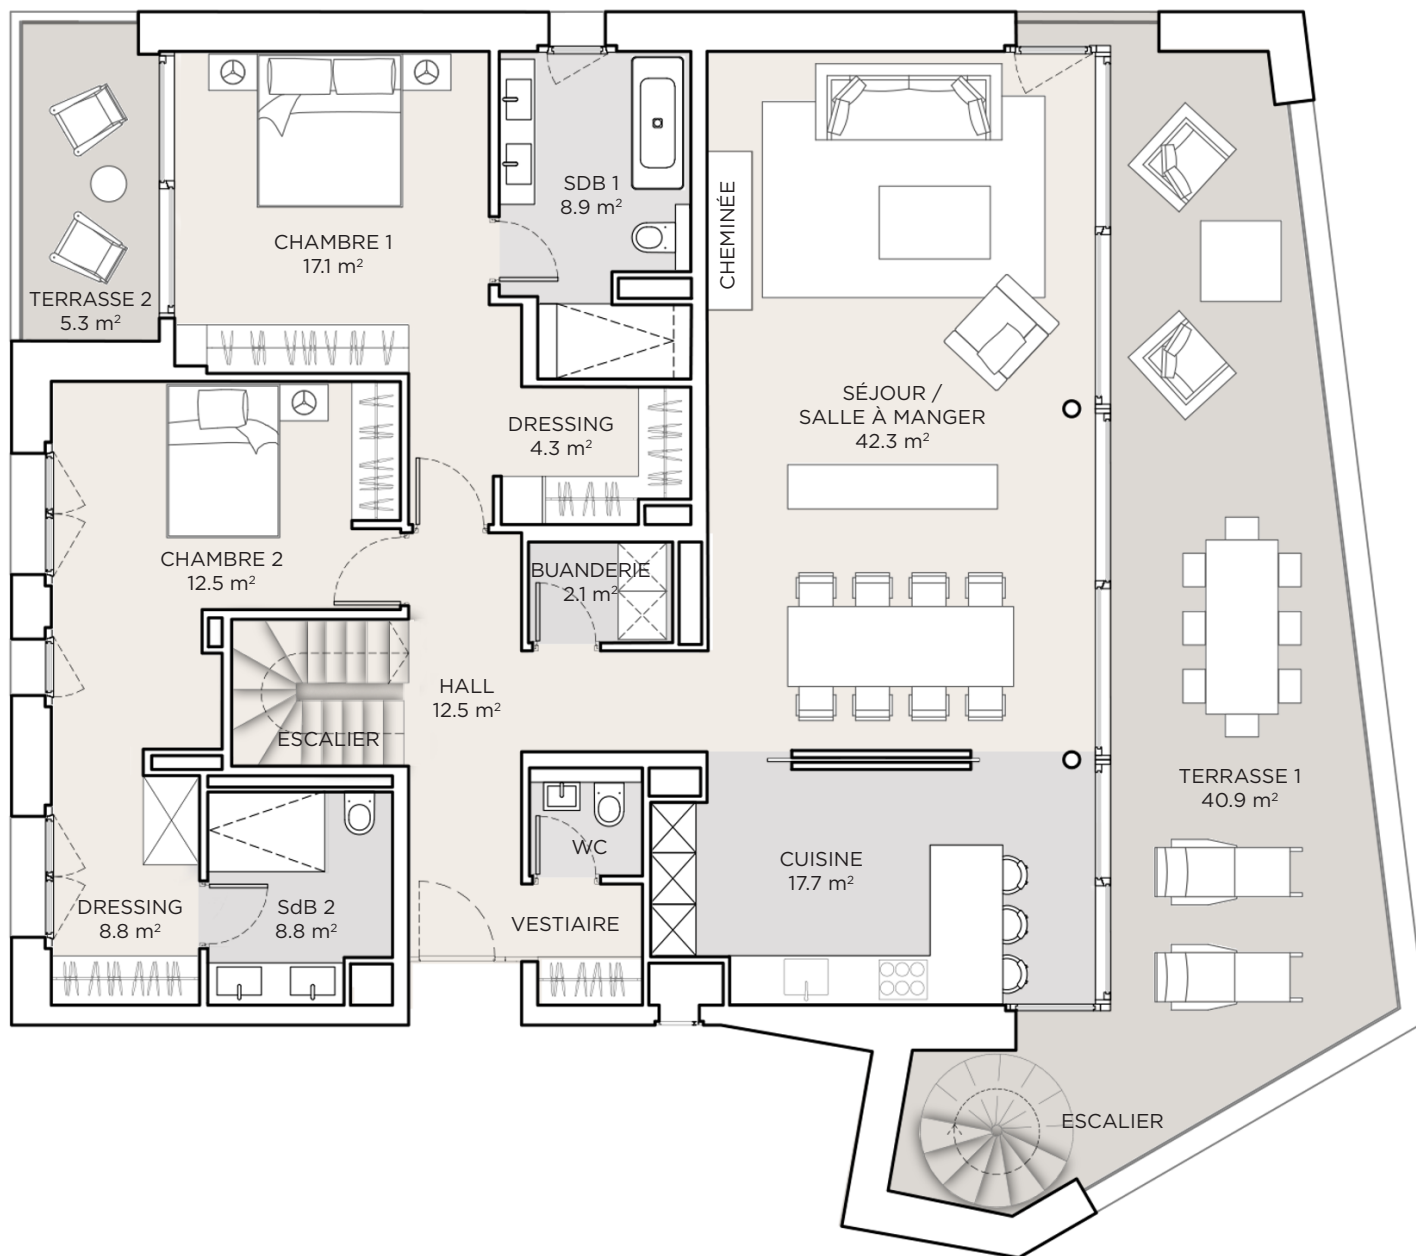 SDB 1
8.9 m²
CHAMBRE 1
17.1 m²
CHEMINÉE
TERRASSE 2
5.3 m²
SÉJOUR /
SALLE À MANGER
42.3 m²
DRESSING
4.3 m²
CHAMBRE 2
12.5 m²
BUANDERIE
2.1 m²
HALL
12.5 m²
ESCALIER
TERRASSE 1
40.9 m²
WC
CUISINE
17.7 m²
DRESSING
8.8 m²
SdB 2
8.8 m²
VESTIAIRE
ESCALIER